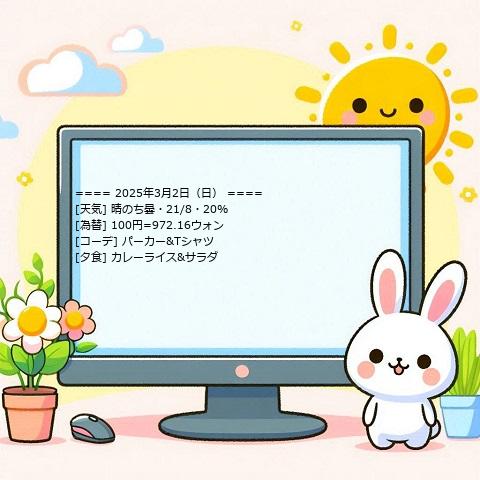 ==== 2025年3月2日（日） ====
[天気] 晴のち曇・21/8・20%
[為替] 100円=972.16ウォン
[コーデ] パーカー&Tシャツ
[夕食] カレーライス&サラダ